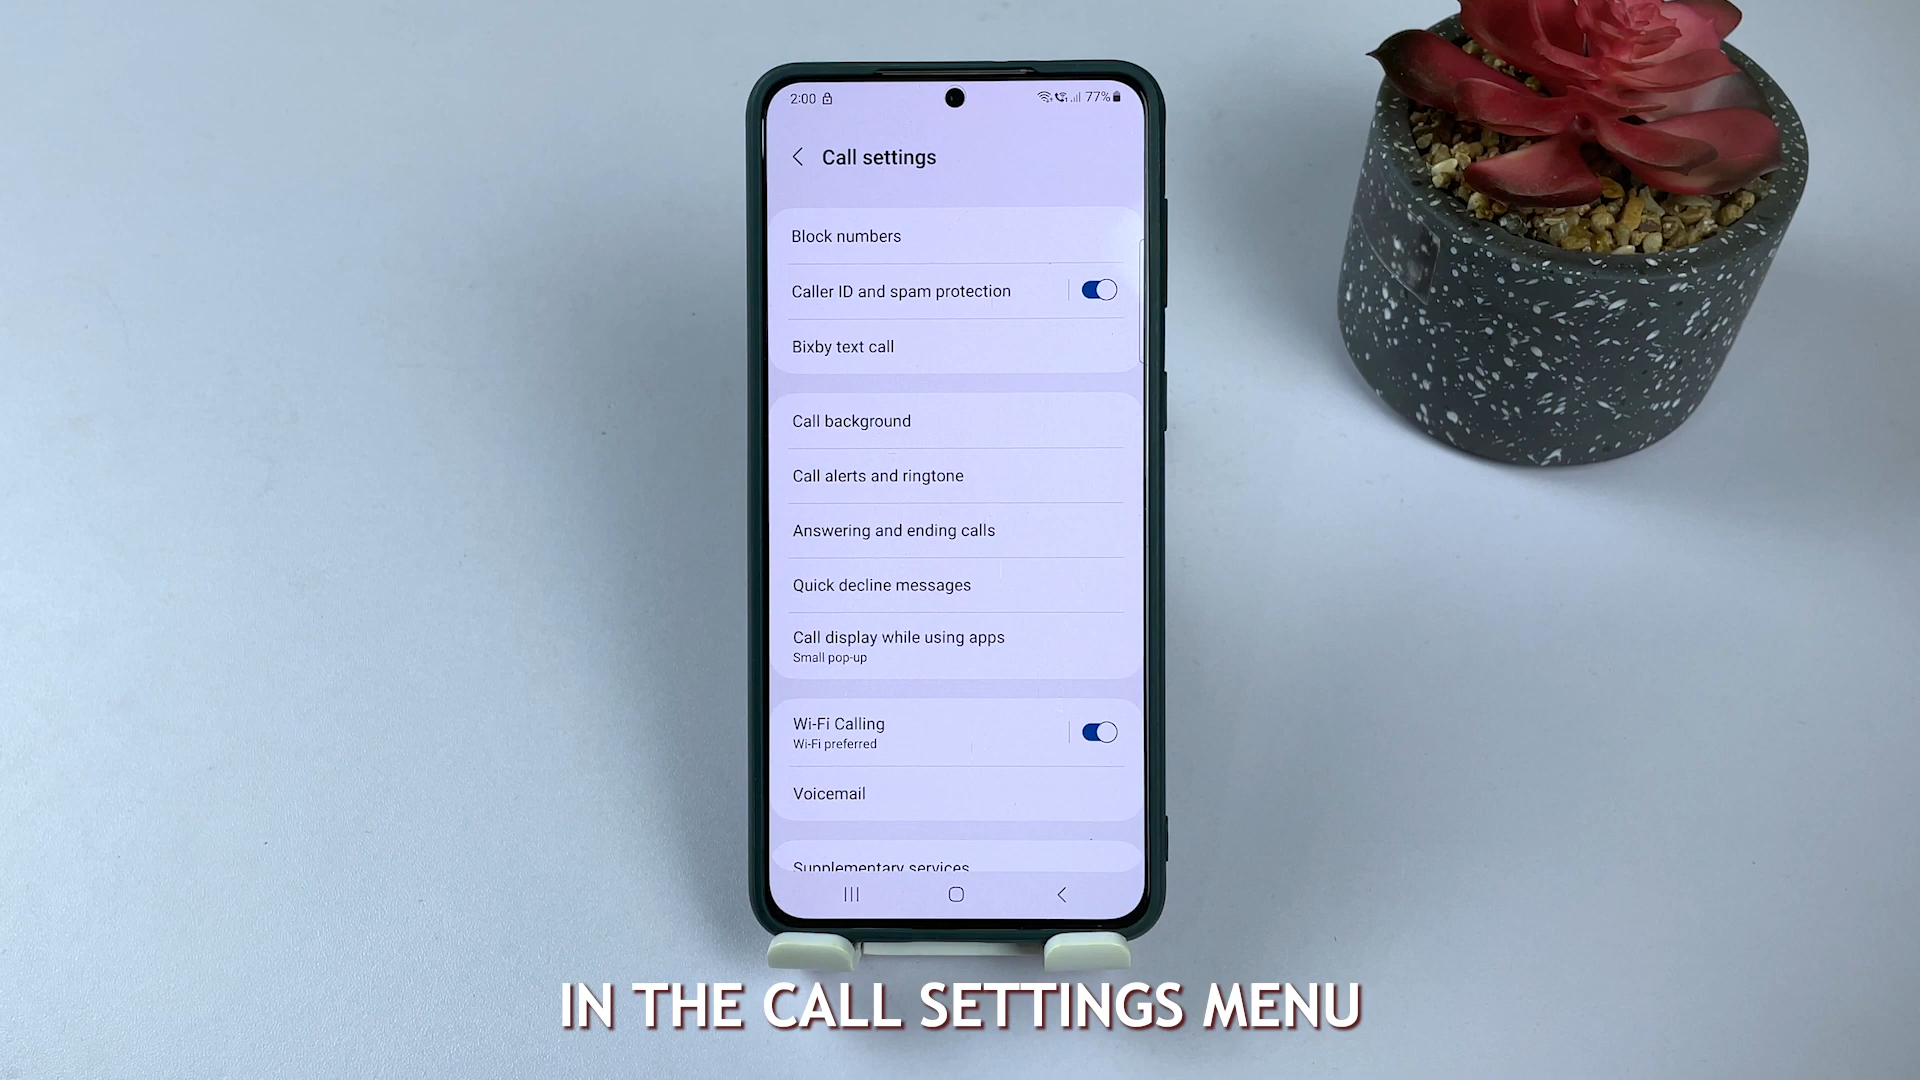 2:00
77%
Call settings
Block numbers
Caller ID and spam protection
Bixby text call
Call background
Call alerts and ringtone
Answering and ending calls
Quick decline messages
Call display while using apps
Small pop-up
Wi-Fi Calling
Wi-Fi preferred
Voicemail
Supplementary services
IN THE CALL SETTINGS MENU